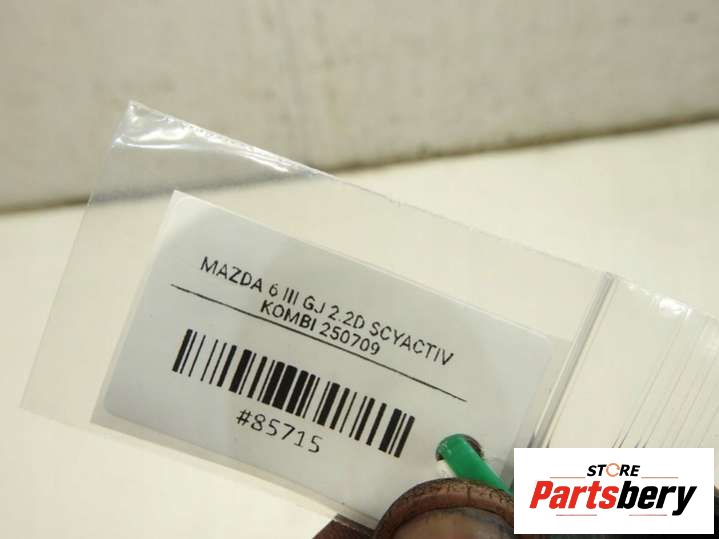 MAZDA 6 III GJ 2.2D SCYACTIV
KOMBI 250709
#85715
STORE
Partsbery